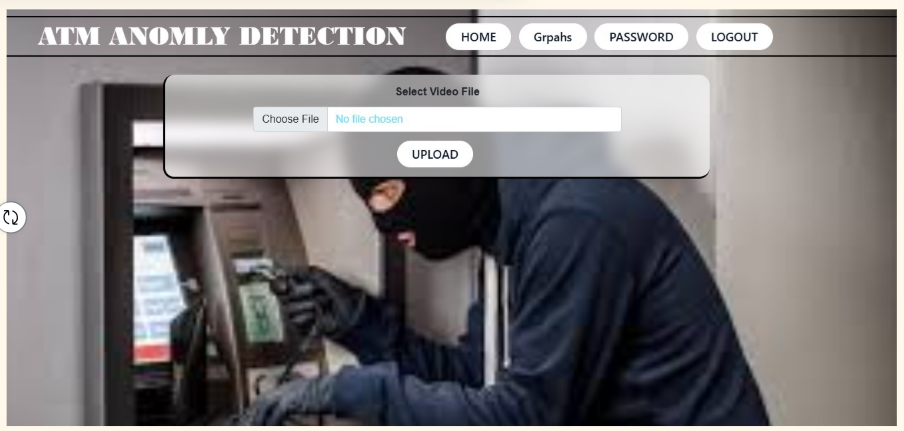 ATM ANOMLY DETECTION HOME Grpahs PASSWORD LOGOUT
Select Video File
Choose File No file chosen
UPLOAD